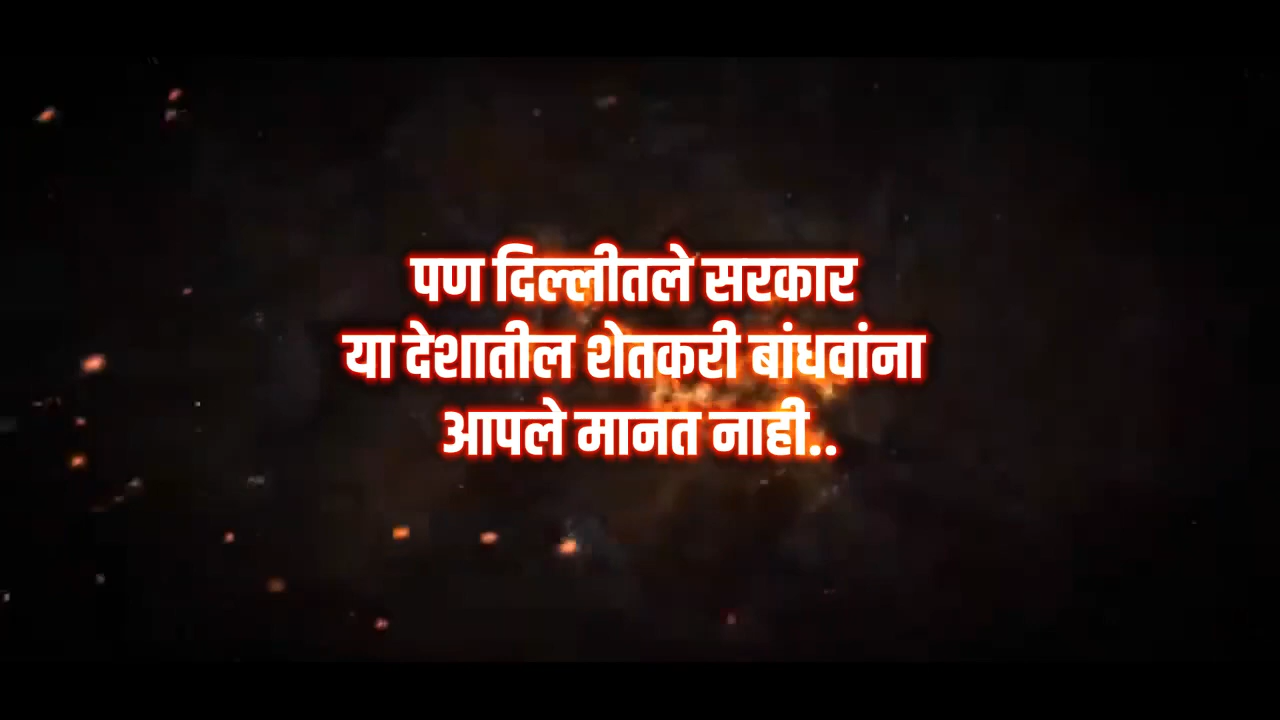 पण दिल्लीतले सरकार
या देशातील शेतकरी बांधवांना
आपले मानत नाही..